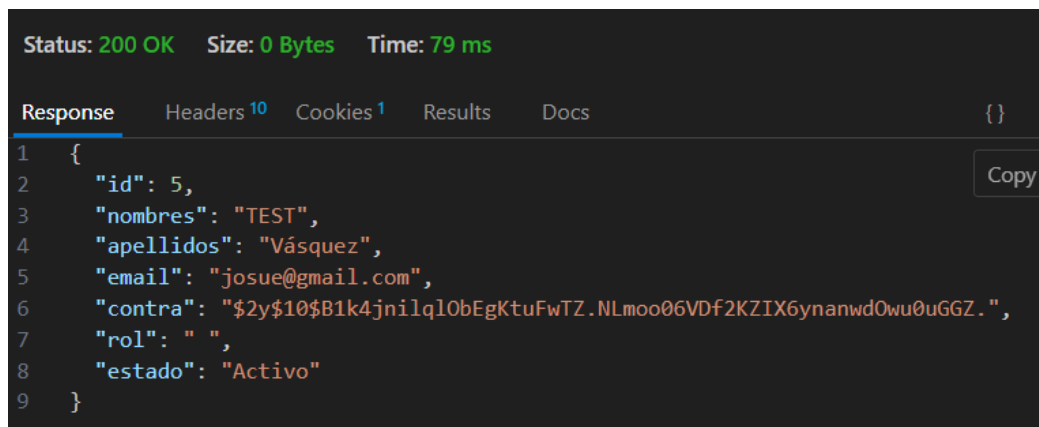 Status: 200 OK Size: 0 Bytes Time: 79 ms
Response Headers 10 Cookies 1 Results Docs { }
1 {
Copy
2 "id": 5,
3 "nombres": "TEST",
4 "apellidos": "Vásquez",
5 "email": "josue@gmail.com",
6 "contra": "$2y$10$B1k4jnilqlObEgKtuFwTZ.NLmoo06VDf2KZIX6ynanwdOwu0uGGZ.",
7 "rol": " ",
8 "estado": "Activo"
9 }